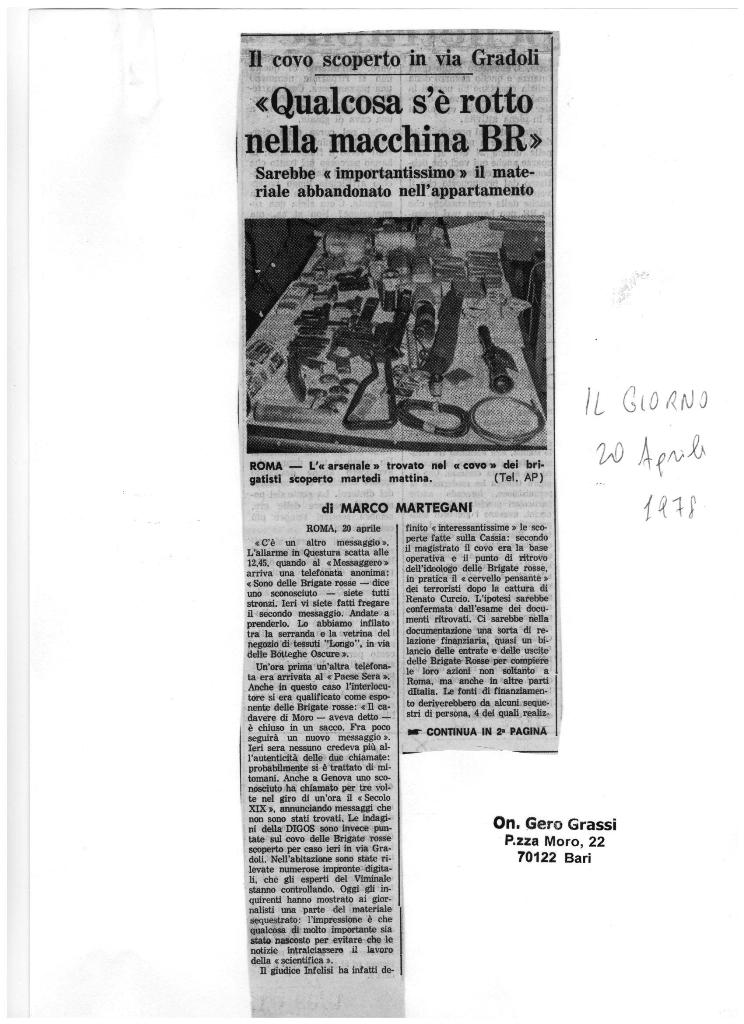 Il covo scoperto in via Gradoli
«Qualcosa s'è rotto
nella macchina BR»
Sarebbe « importantissimo » il mate-
riale abbandonato nell'appartamento
ROMA — L'« arsenale » trovato nel « covo » dei bri-
gatisti scoperto martedì mattina. (Tel. AP)
di MARCO MARTEGANI
ROMA, 20 aprile
« C'è un altro messaggio ».
L'allarme in Questura scatta alle
12,45, quando al « Messaggero »
arriva una telefonata anonima:
« Sono delle Brigate rosse — dice
uno sconosciuto — siete tutti
stronzi. Ieri vi siete fatti fregare
il secondo messaggio. Andate a
prenderlo. Lo abbiamo infilato
tra la serranda e la vetrina del
negozio di tessuti "Longo", in via
delle Botteghe Oscure ».
Un'ora prima un'altra telefo-
nata era arrivata al « Paese Sera ».
Anche in questo caso l'interlocu-
tore si era qualificato come espo-
nente delle Brigate rosse: « Il ca-
davere di Moro — aveva detto —
è chiuso in un sacco. Fra poco
seguirà un nuovo messaggio ».
Ieri sera nessuno credeva più al-
l'autenticità delle due chiamate:
probabilmente si è trattato di mi-
tomani. Anche a Genova uno sco-
nosciuto ha chiamato per tre vol-
te nel giro di un'ora il « Secolo
XIX », annunciando messaggi che
non sono stati trovati. Le indagi-
ni della DIGOS sono invece pun-
tate sul covo delle Brigate rosse
scoperto per caso ieri in via Gra-
doli. Nell'abitazione sono state ri-
levate numerose impronte digita-
li, che gli esperti del Viminale
stanno controllando. Oggi gli in-
quirenti hanno mostrato ai gior-
nalisti una parte del materiale
sequestrato: l'impressione è che
qualcosa di molto importante sia
stato nascosto per evitare che le
notizie intralciassero il lavoro
della « scientifica ».
Il giudice Infelisi ha infatti de-
finito « interessantissime » le sco-
perte fatte sulla Cassia: secondo
il magistrato il covo era la base
operativa e il punto di ritrovo
dell'ideologo delle Brigate rosse,
in pratica il « cervello pensante »
dei terroristi dopo la cattura di
Renato Curcio. L'ipotesi sarebbe
confermata dall'esame dei docu-
menti ritrovati. Ci sarebbe nella
documentazione una sorta di re-
lazione finanziaria, quasi un bi-
lancio delle entrate e delle uscite
delle Brigate Rosse per compiere
le loro azioni non soltanto a
Roma, ma anche in altre parti
d'Italia. Le fonti di finanziamen-
to deriverebbero da alcuni seque-
stri di persona, 4 dei quali realiz-
CONTINUA IN 2ª PAGINA
IL GIORNO
20 Aprile
1978
On. Gero Grassi
P.zza Moro, 22
70122 Bari